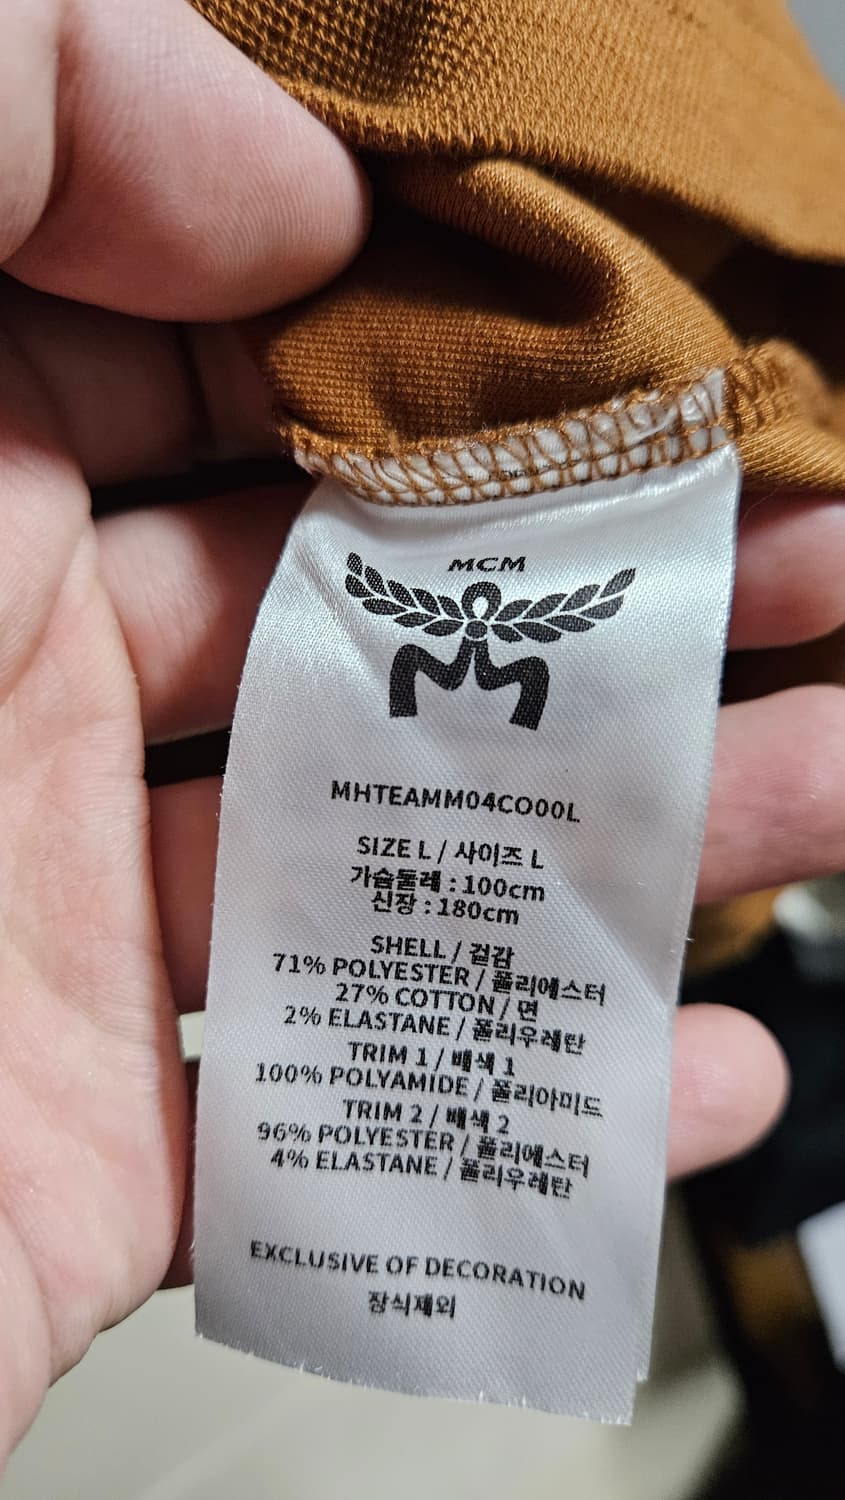 MCM
MHTEAMM04CO00L
SIZE L / 사이즈 L
가슴둘레 : 100cm
신장 : 180cm
SHELL / 겉감
71% POLYESTER / 폴리에스터
27% COTTON / 면
2% ELASTANE / 폴리우레탄
TRIM 1 / 배색 1
100% POLYAMIDE / 폴리아미드
TRIM 2 / 배색 2
96% POLYESTER / 폴리에스터
4% ELASTANE / 폴리우레탄
EXCLUSIVE OF DECORATION
장식제외